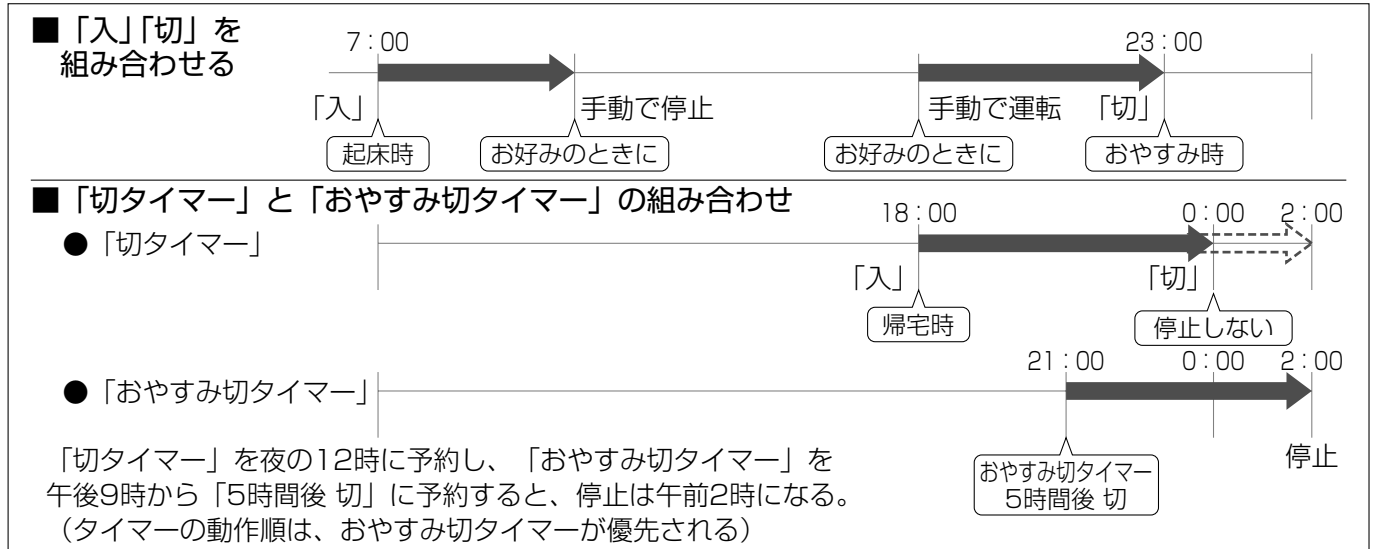 ■「入」「切」を
組み合わせる
7:00
23:00
「入」
手動で停止
手動で運転
「切」
起床時
お好みのときに
お好みのときに
おやすみ時
■「切タイマー」と「おやすみ切タイマー」の組み合わせ
18:00
0:00
2:00
●「切タイマー」
「入」
「切」
帰宅時
停止しない
21:00
0:00
2:00
●「おやすみ切タイマー」
停止
おやすみ切タイマー
5時間後 切
「切タイマー」を夜の12時に予約し、「おやすみ切タイマー」を
午後9時から「5時間後 切」に予約すると、停止は午前2時になる。
（タイマーの動作順は、おやすみ切タイマーが優先される）